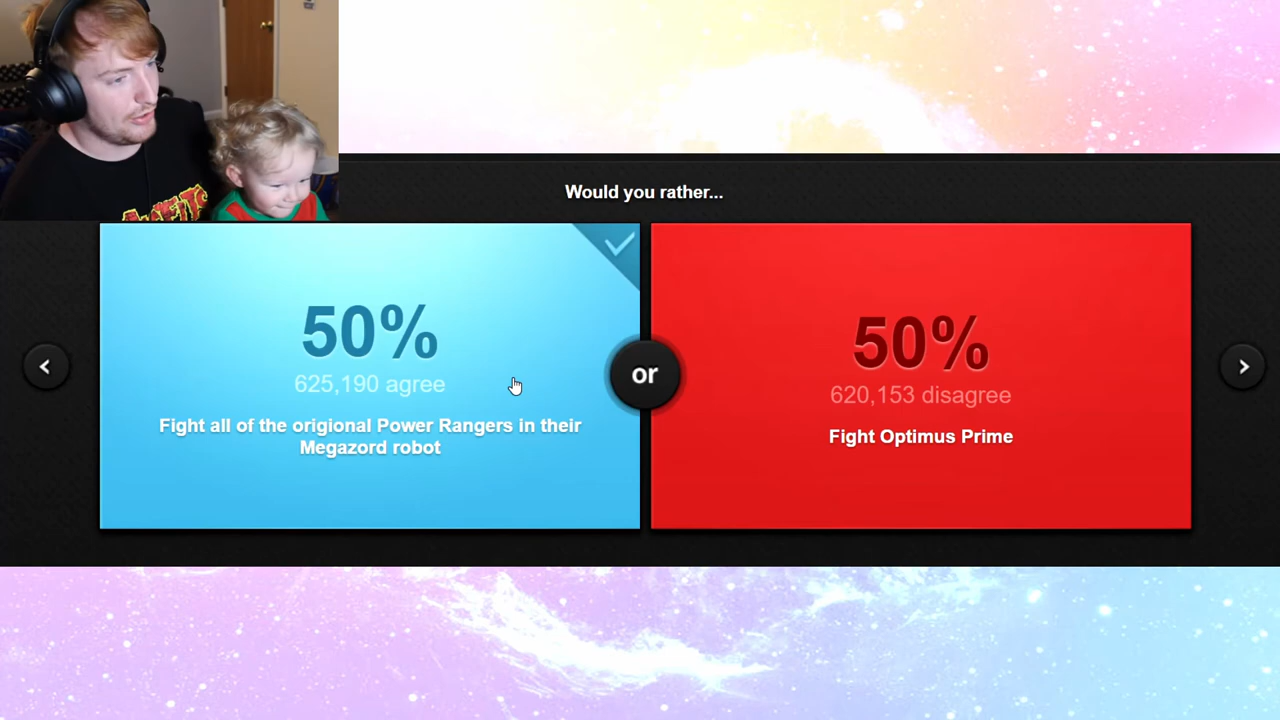 Would you rather...
50%
625,190 agree
Fight all of the origional Power Rangers in their
Megazord robot
or
50%
620,153 disagree
Fight Optimus Prime